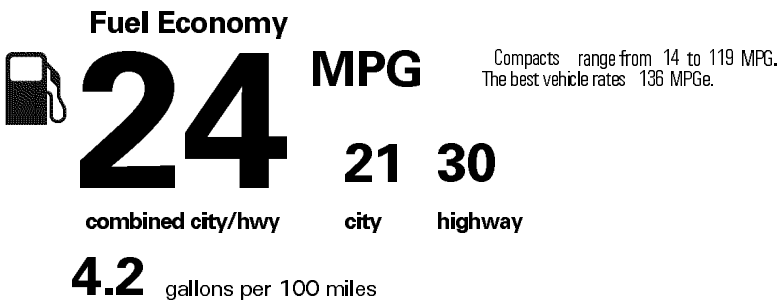 Fuel Economy
24 MPG
Compacts range from 14 to 119 MPG.
The best vehicle rates 136 MPGe.
21 30
combined city/hwy city highway
4.2 gallons per 100 miles